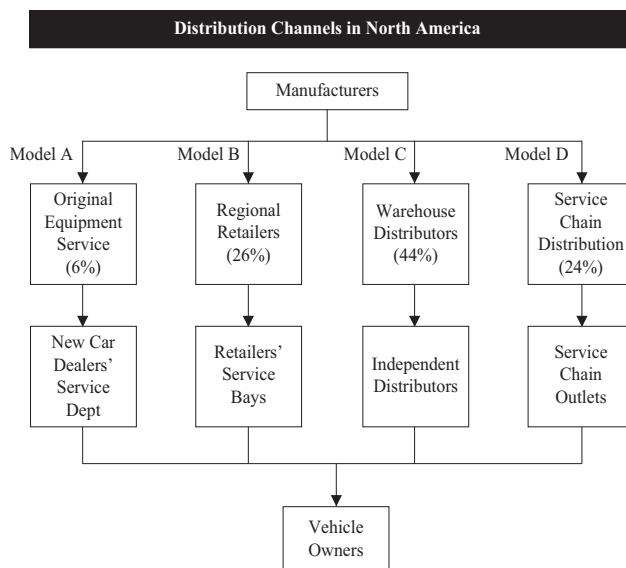 Distribution Channels in North America
Manufacturers
Model A
Model B
Model C
Model D
Original
Equipment
Service
(6%)
Regional
Retailers
(26%)
Warehouse
Distributors
(44%)
Service
Chain
Distribution
(24%)
New Car
Dealers’
Service
Dept
Retailers’
Service
Bays
Independent
Distributors
Service
Chain
Outlets
Vehicle
Owners